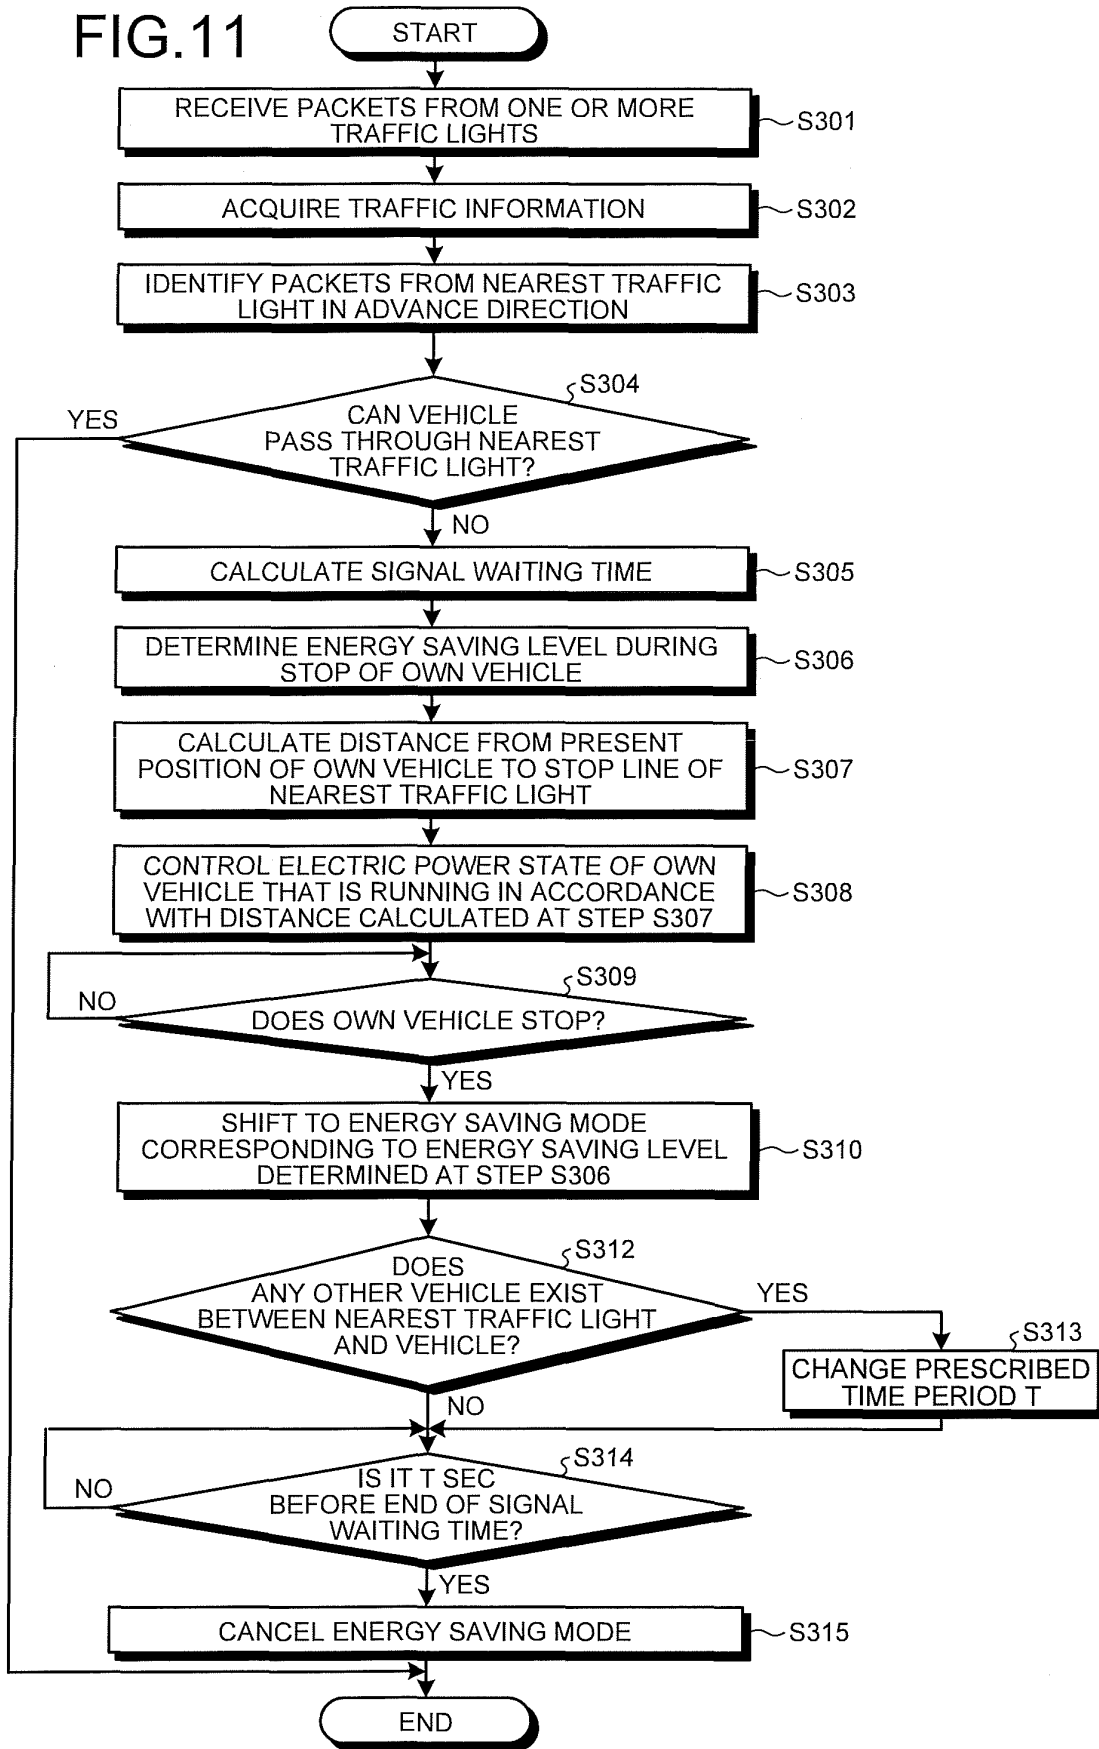 FIG.11
START
RECEIVE PACKETS FROM ONE OR MORE
TRAFFIC LIGHTS
S301
ACQUIRE TRAFFIC INFORMATION
S302
IDENTIFY PACKETS FROM NEAREST TRAFFIC
LIGHT IN ADVANCE DIRECTION
S303
S304
YES
CAN VEHICLE
PASS THROUGH NEAREST
TRAFFIC LIGHT?
NO
CALCULATE SIGNAL WAITING TIME
S305
DETERMINE ENERGY SAVING LEVEL DURING
STOP OF OWN VEHICLE
S306
CALCULATE DISTANCE FROM PRESENT
POSITION OF OWN VEHICLE TO STOP LINE OF
NEAREST TRAFFIC LIGHT
S307
CONTROL ELECTRIC POWER STATE OF OWN
VEHICLE THAT IS RUNNING IN ACCORDANCE
WITH DISTANCE CALCULATED AT STEP S307
S308
S309
NO
DOES OWN VEHICLE STOP?
YES
SHIFT TO ENERGY SAVING MODE
CORRESPONDING TO ENERGY SAVING LEVEL
DETERMINED AT STEP S306
S310
S312
DOES
ANY OTHER VEHICLE EXIST
BETWEEN NEAREST TRAFFIC LIGHT
AND VEHICLE?
YES
S313
CHANGE PRESCRIBED
TIME PERIOD T
NO
S314
NO
IS IT T SEC
BEFORE END OF SIGNAL
WAITING TIME?
YES
CANCEL ENERGY SAVING MODE
S315
END